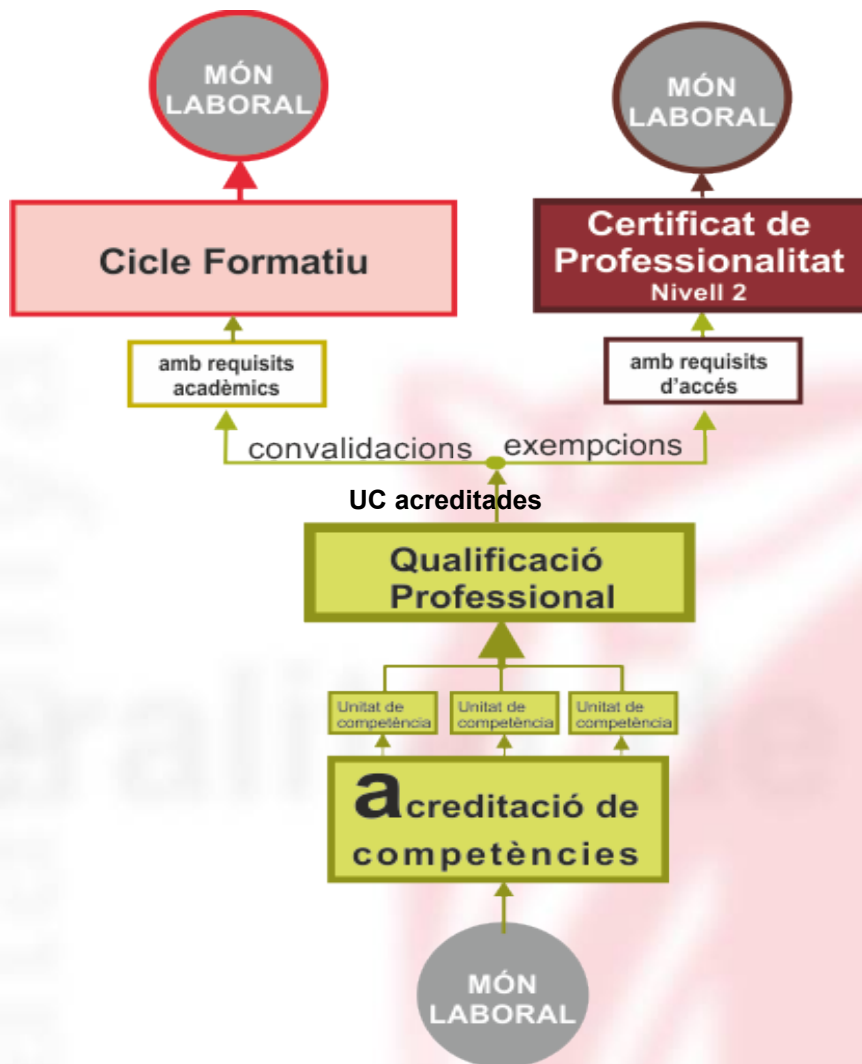 MÓN
LABORAL
MÓN
LABORAL
Cicle Formatiu
Certificat de
Professionalitat
Nivell 2
amb requisits
acadèmics
amb requisits
d'accés
convalidacions
exempcions
UC acreditades
Qualificació
Professional
Unitat de
competència
Unitat de
competència
Unitat de
competència
acreditació de
competències
MÓN
LABORAL